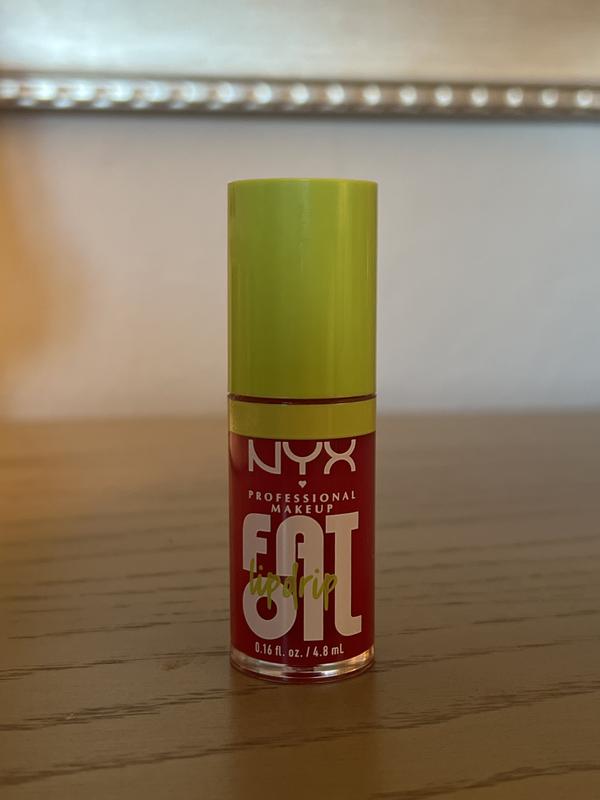 NYX
PROFESSIONAL
MAKEUP
FAT
lipdrip
OIL
0.16 fl. oz. / 4.8 mL